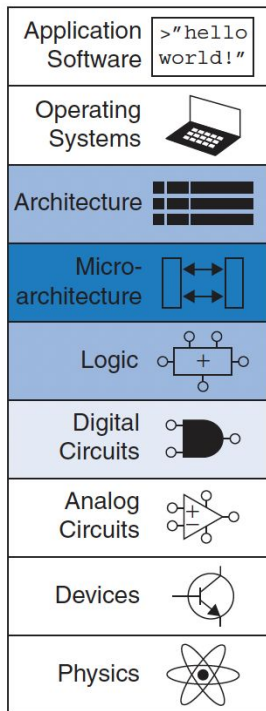 Application
Software
>"hello
world!"
Operating
Systems
Architecture
Micro-
architecture
Logic
+
Digital
Circuits
Analog
Circuits
+
−
Devices
Physics